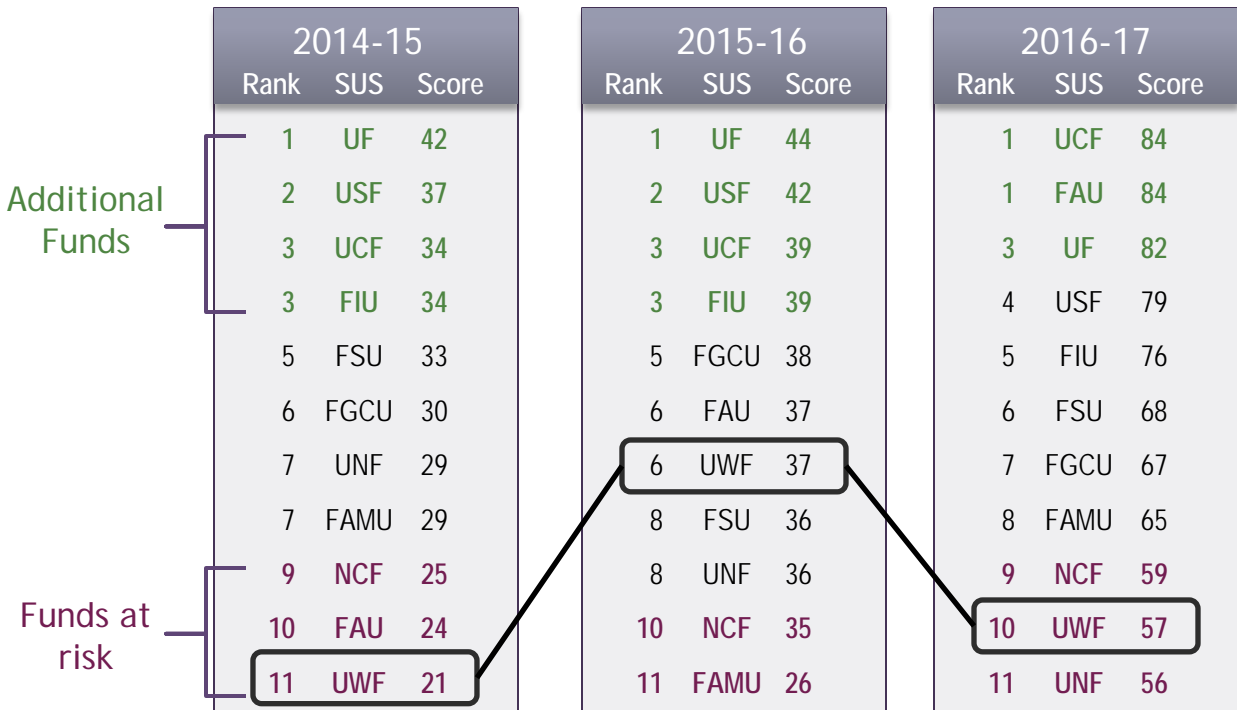 2014-15 2015-16 2016-17
Rank SUS Score Rank SUS Score Rank SUS Score
1 UF 42 1 UF 44 1 UCF 84
2 USF 37 2 USF 42 1 FAU 84
3 UCF 34 3 UCF 39 3 UF 82
3 FIU 34 3 FIU 39 4 USF 79
5 FSU 33 5 FGCU 38 5 FIU 76
6 FGCU 30 6 FAU 37 6 FSU 68
7 UNF 29 6 UWF 37 7 FGCU 67
7 FAMU 29 8 FSU 36 8 FAMU 65
9 NCF 25 8 UNF 36 9 NCF 59
10 FAU 24 10 NCF 35 10 UWF 57
11 UWF 21 11 FAMU 26 11 UNF 56
Additional
Funds
Funds at
risk